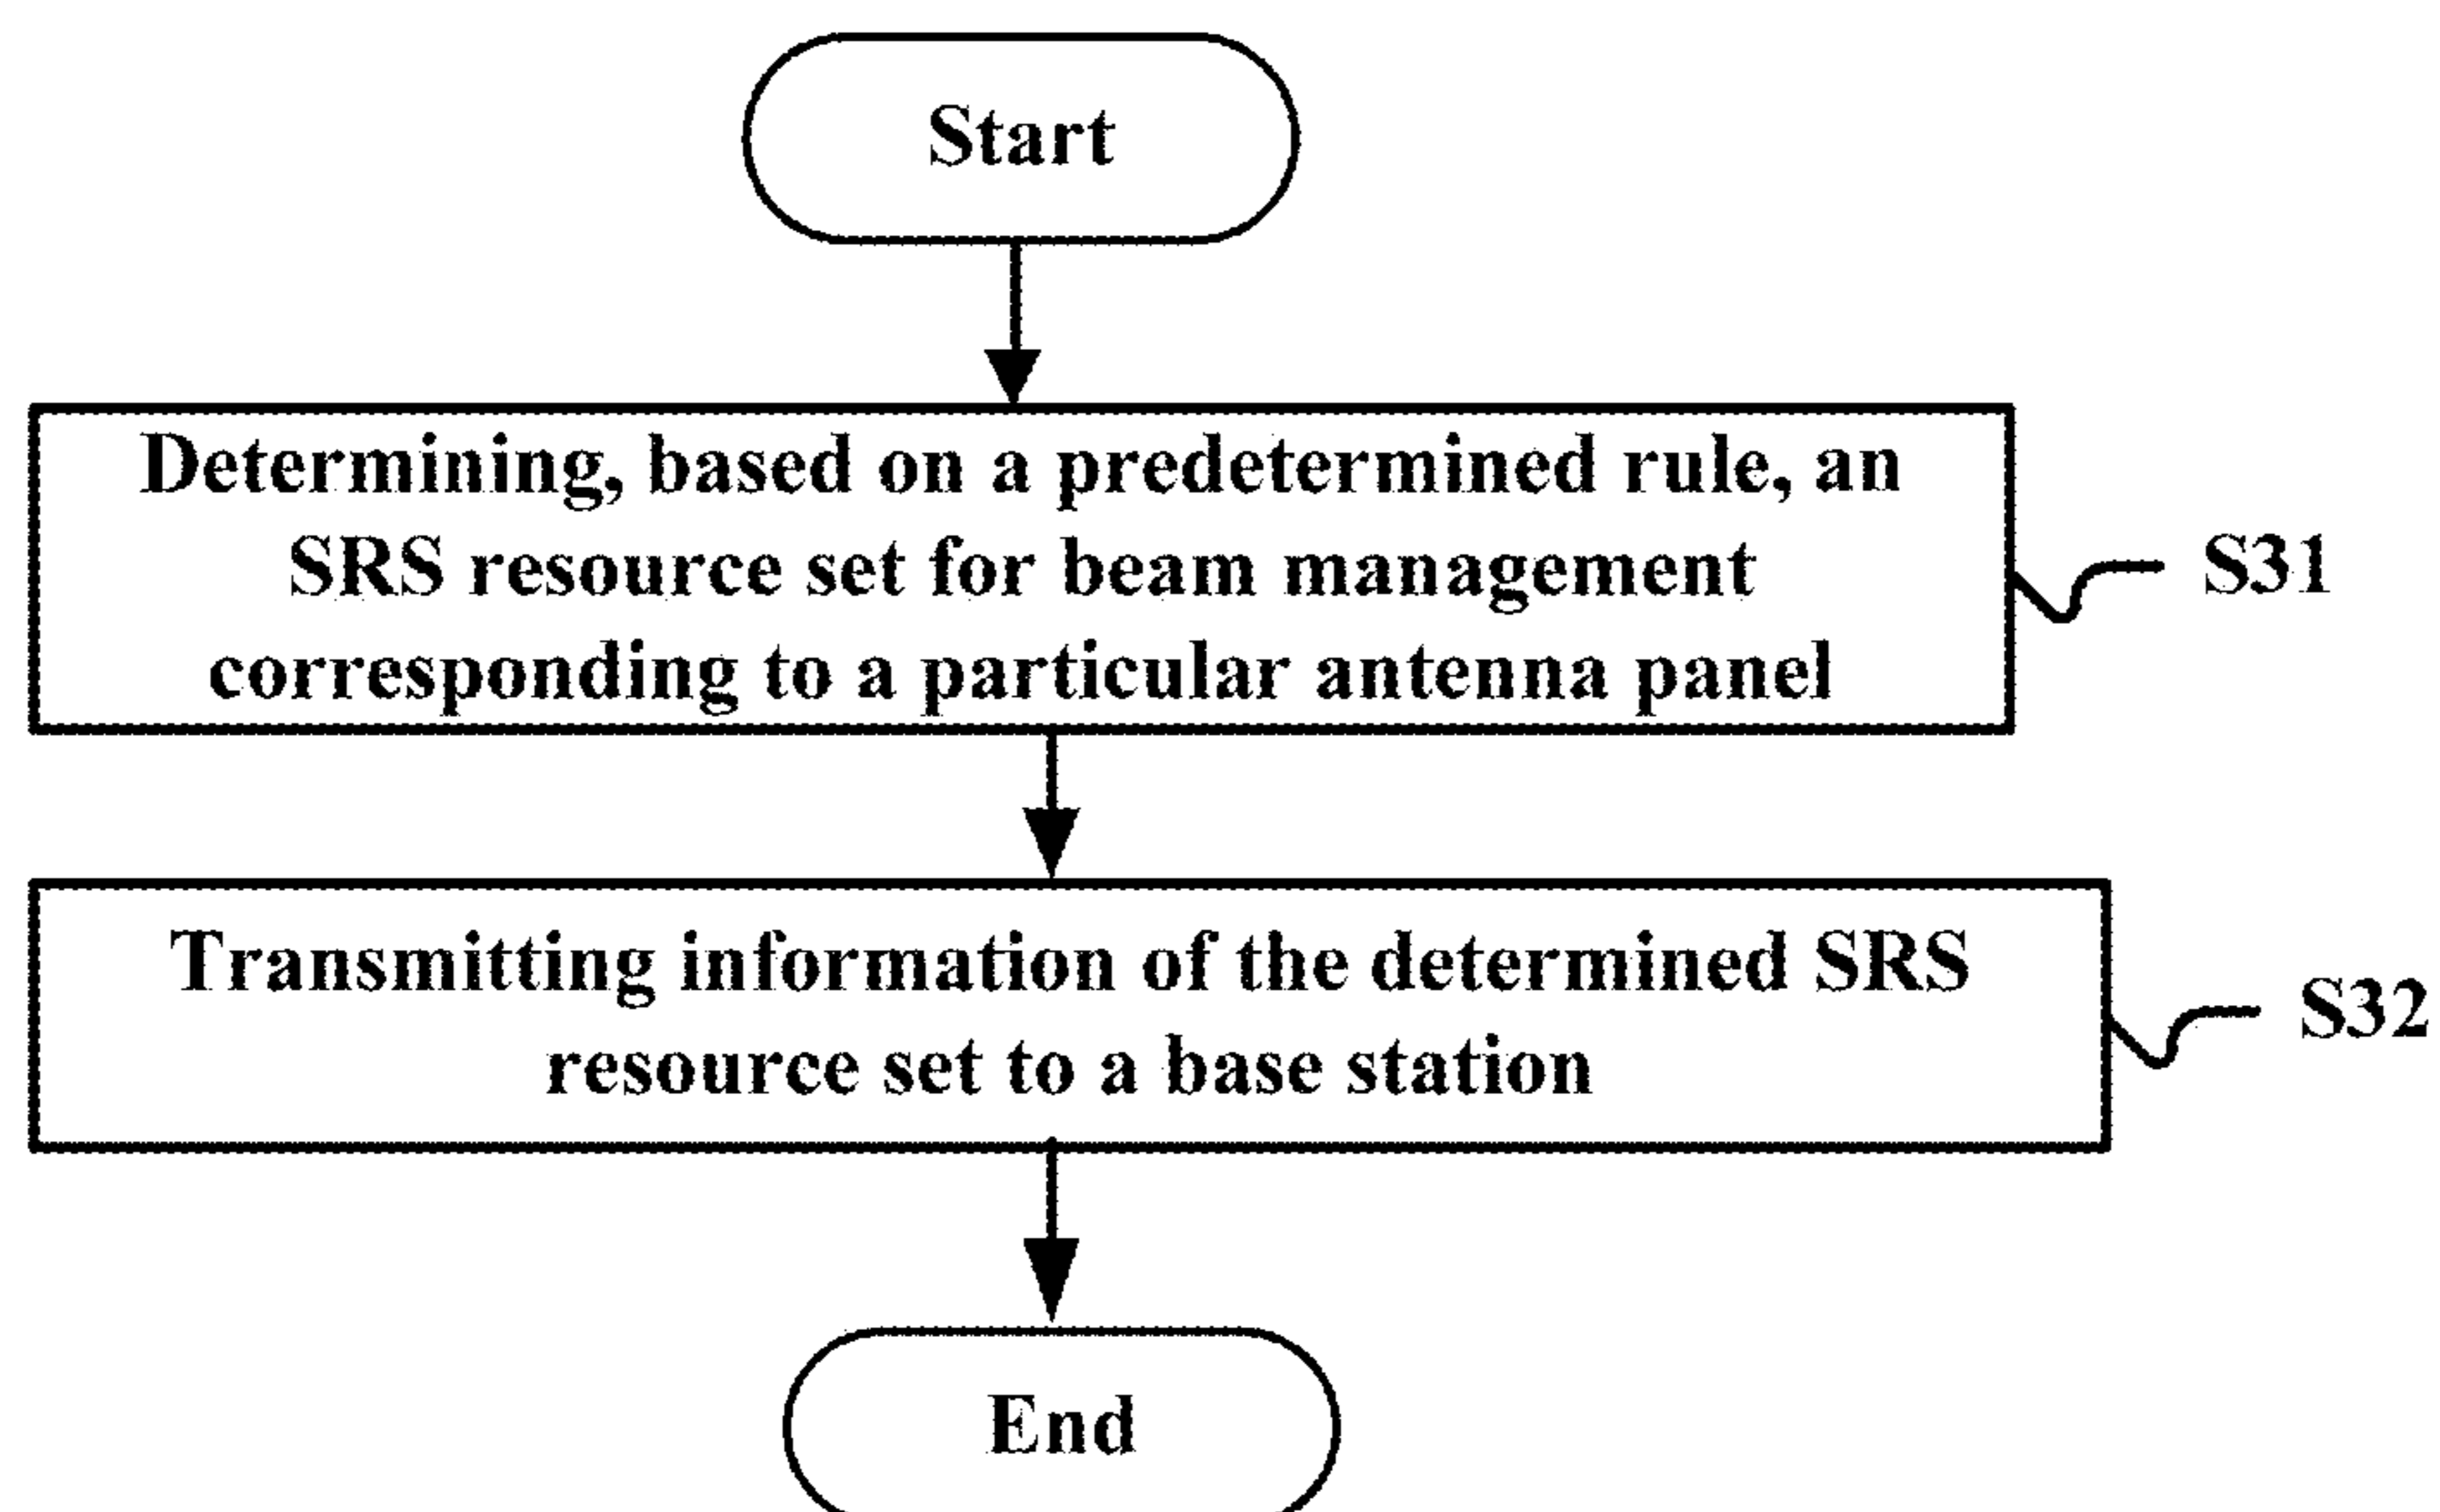 Start
Determining, based on a predetermined rule, an
SRS resource set for beam management
corresponding to a particular antenna panel
S31
Transmitting information of the determined SRS
resource set to a base station
S32
End